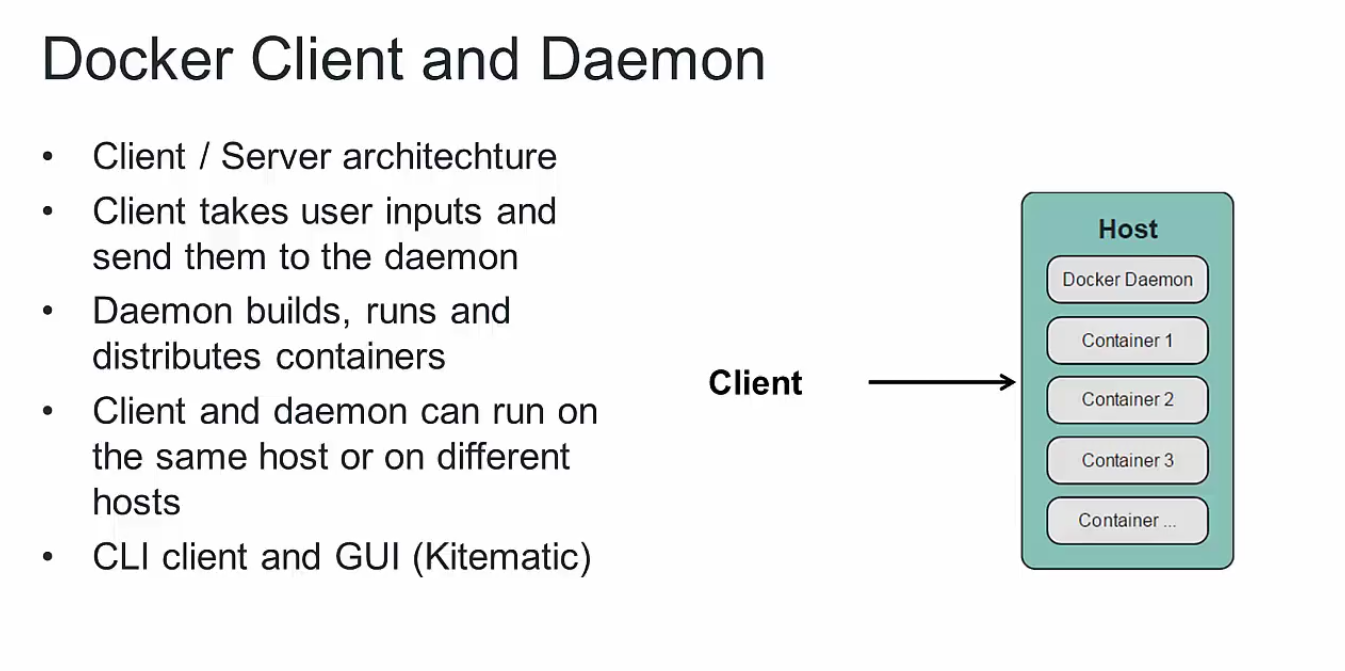 Docker Client and Daemon
• Client / Server architechture
• Client takes user inputs and
send them to the daemon
• Daemon builds, runs and
distributes containers
• Client and daemon can run on
the same host or on different
hosts
• CLI client and GUI (Kitematic)
Client
Host
Docker Daemon
Container 1
Container 2
Container 3
Container ...